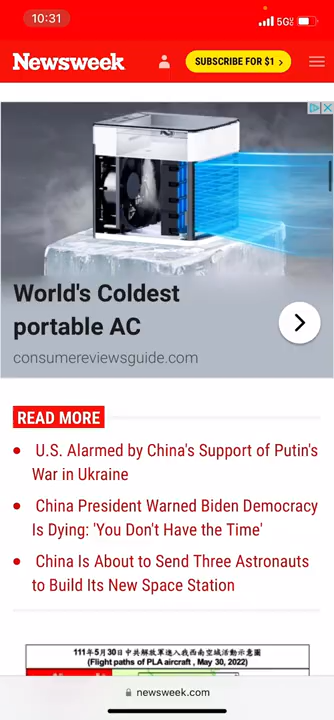 10:31
5G
Newsweek
SUBSCRIBE FOR $1 >
World's Coldest
portable AC
consumereviewsguide.com
READ MORE
• U.S. Alarmed by China's Support of Putin's
War in Ukraine
• China President Warned Biden Democracy
Is Dying: 'You Don't Have the Time'
• China Is About to Send Three Astronauts
to Build Its New Space Station
111年5月30日中共解放軍進入我西南空域活動示意圖
(Flight paths of PLA aircraft , May 30, 2022)
newsweek.com